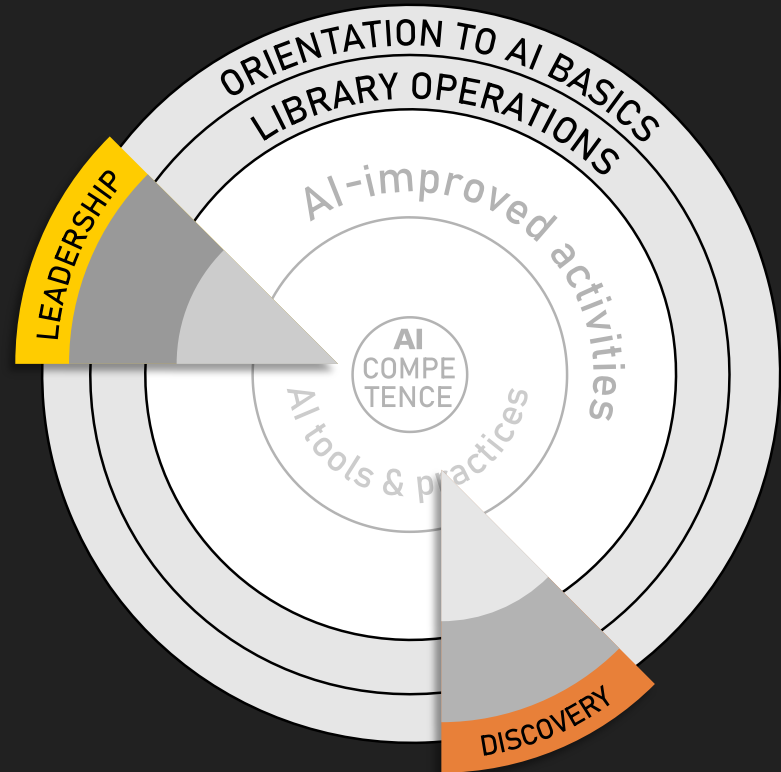 ORIENTATION TO AI BASICS
LIBRARY OPERATIONS
AI-improved activities
LEADERSHIP
AI
COMPE
TENCE
AI tools & practices
DISCOVERY